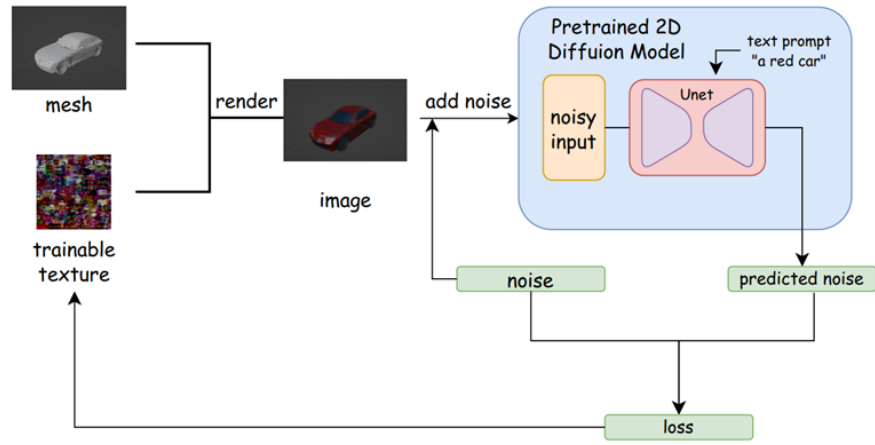 Pretrained 2D
Diffuion Model
text prompt
"a red car"
mesh
render
add noise
noisy
input
Unet
image
trainable
texture
noise
predicted noise
loss